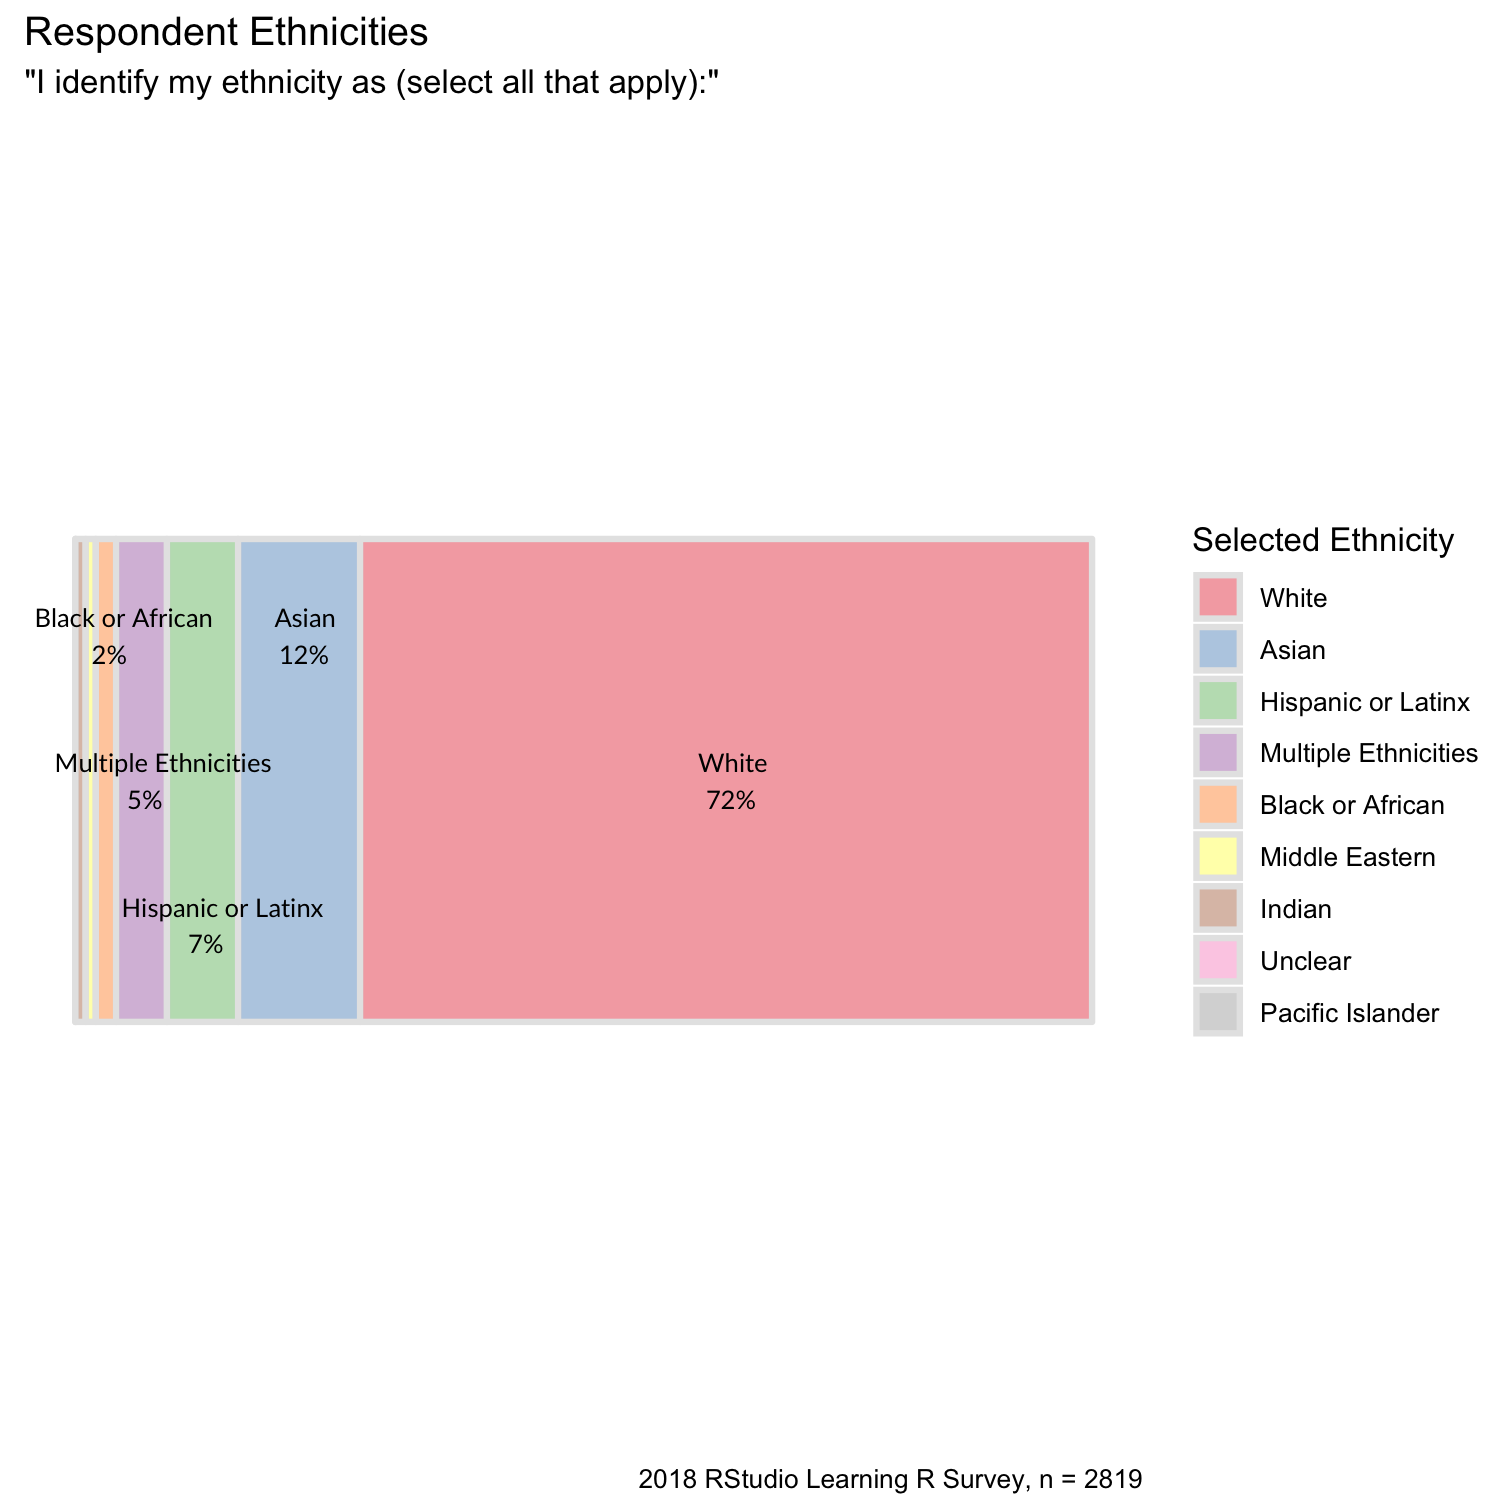 Respondent Ethnicities
"I identify my ethnicity as (select all that apply):"
Black or African
2%
Asian
12%
Multiple Ethnicities
5%
White
72%
Hispanic or Latinx
7%
Selected Ethnicity
White
Asian
Hispanic or Latinx
Multiple Ethnicities
Black or African
Middle Eastern
Indian
Unclear
Pacific Islander
2018 RStudio Learning R Survey, n = 2819